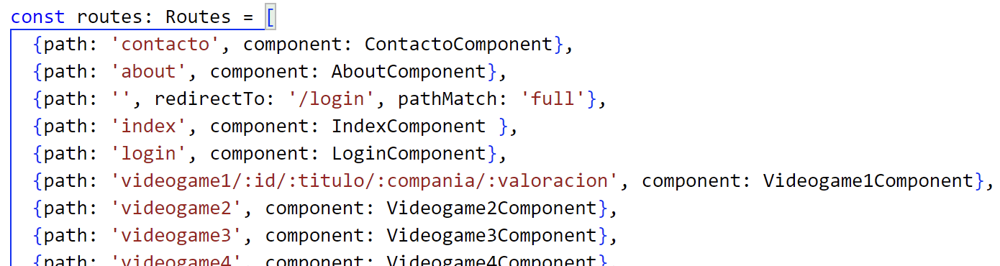 const routes: Routes = [
{path: 'contacto', component: ContactoComponent},
{path: 'about', component: AboutComponent},
{path: '', redirectTo: '/login', pathMatch: 'full'},
{path: 'index', component: IndexComponent },
{path: 'login', component: LoginComponent},
{path: 'videogame1/:id/:titulo/:compania/:valoracion', component: Videogame1Component},
{path: 'videogame2', component: Videogame2Component},
{path: 'videogame3', component: Videogame3Component},
{path: 'videogame4', component: Videogame4Component}